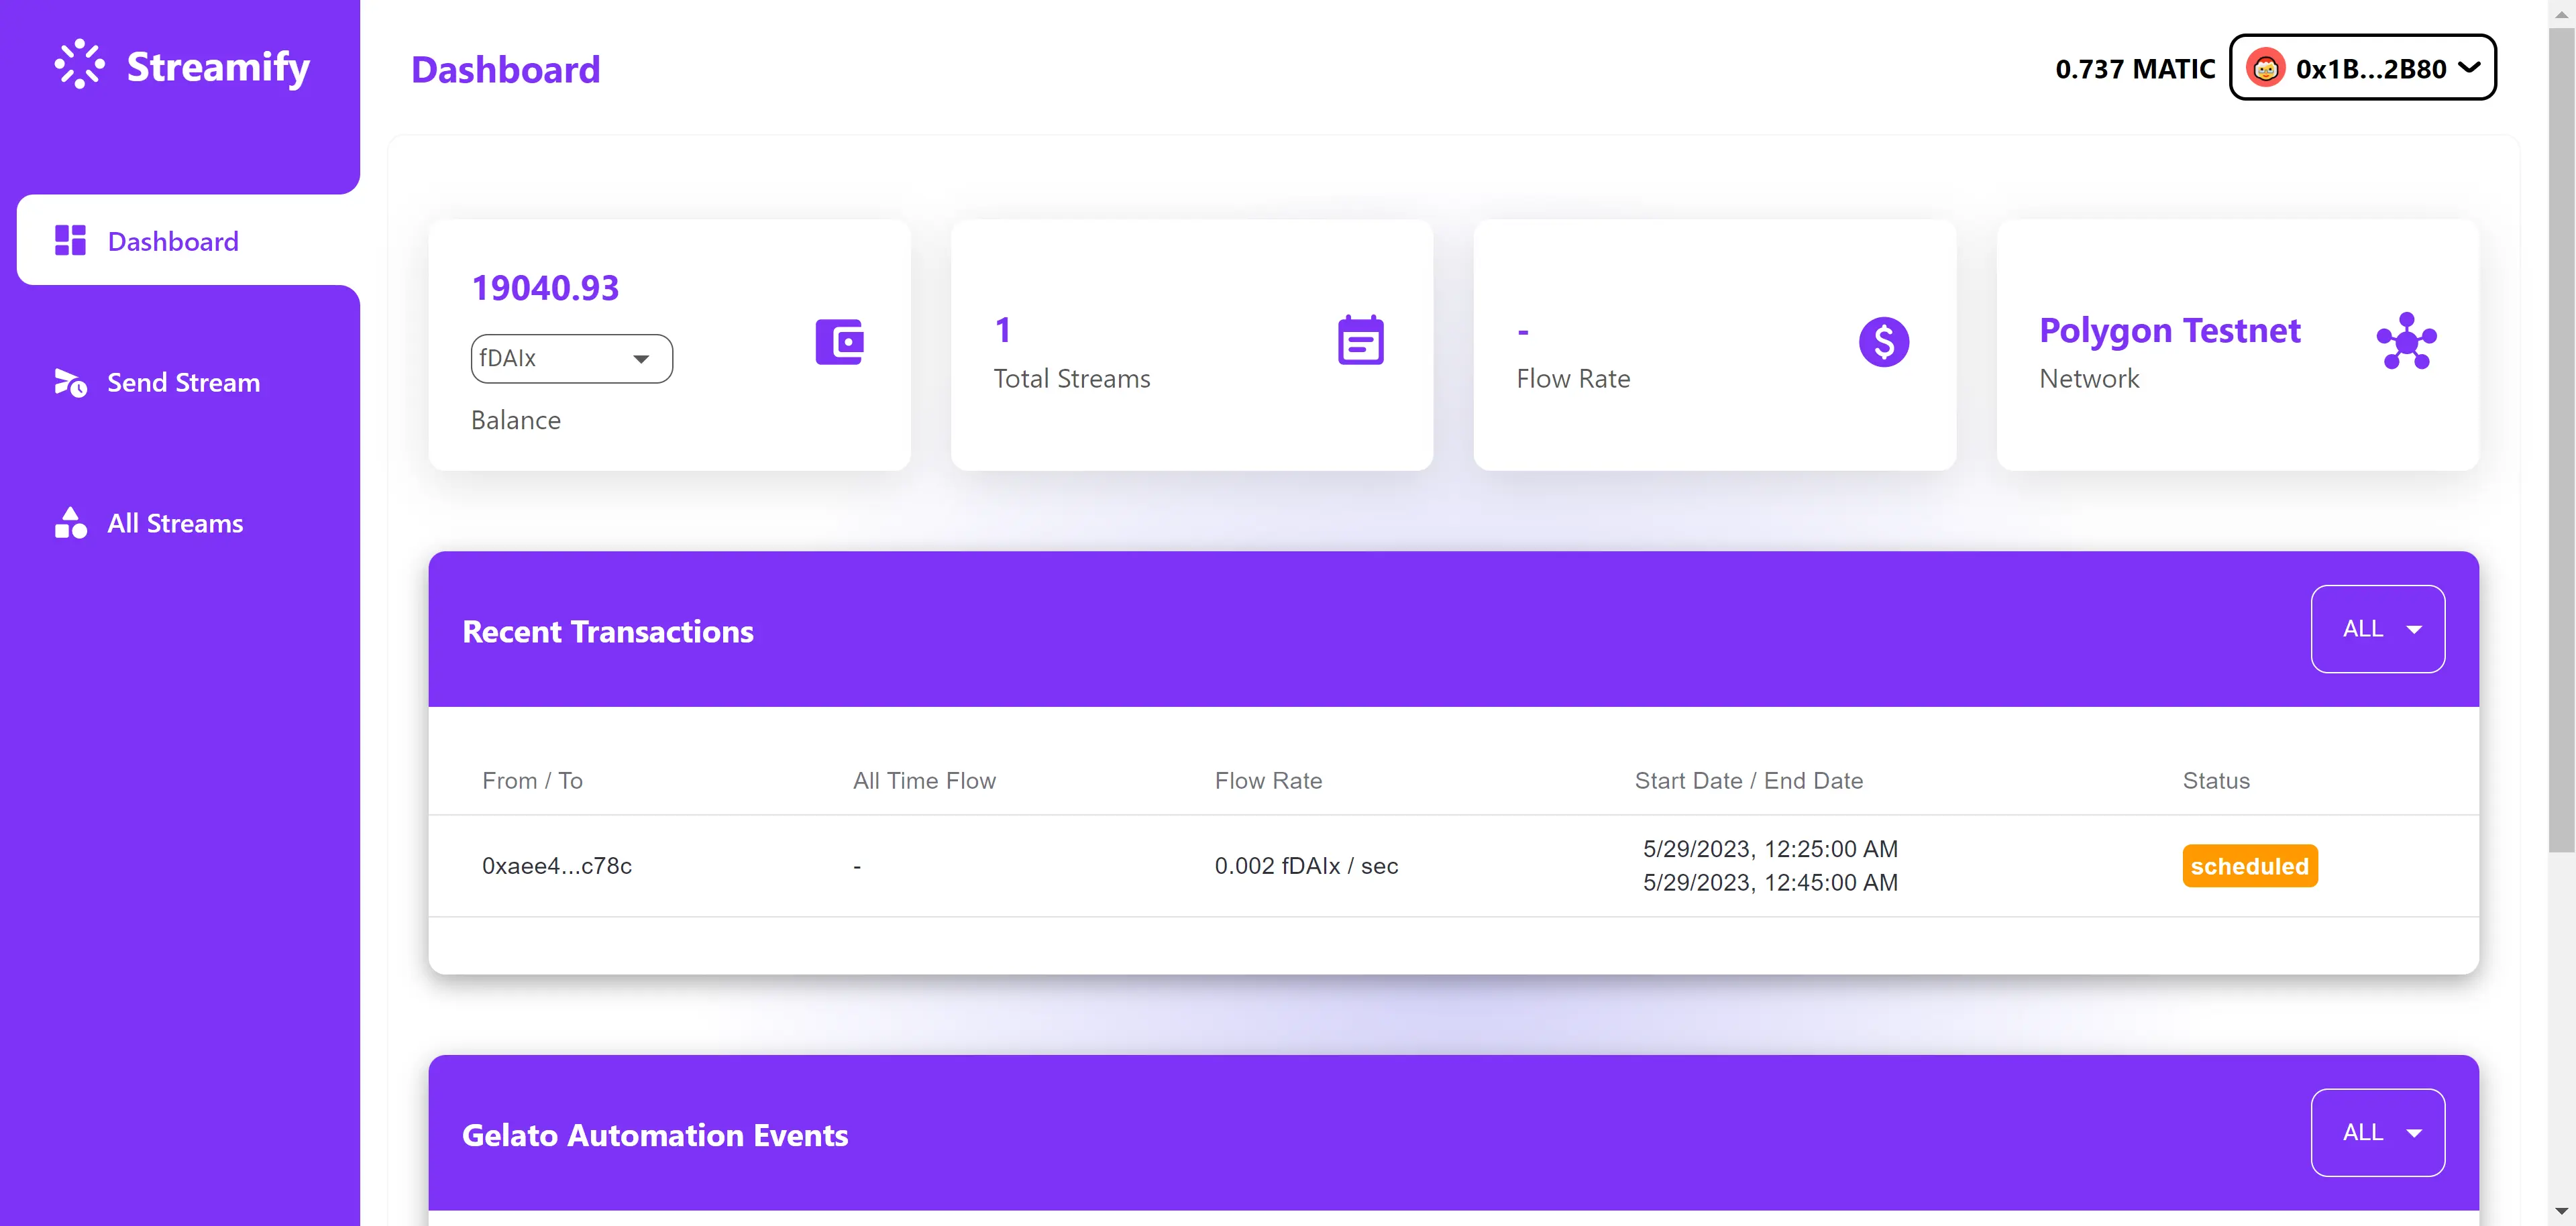 Streamify
Dashboard
0.737 MATIC
0x1B...2B80
Dashboard
Send Stream
All Streams
19040.93
fDAIx
Balance
1
Total Streams
-
Flow Rate
Polygon Testnet
Network
Recent Transactions
ALL
From / To All Time Flow Flow Rate Start Date / End Date Status
0xaee4...c78c - 0.002 fDAIx / sec 5/29/2023, 12:25:00 AM scheduled
5/29/2023, 12:45:00 AM
Gelato Automation Events
ALL